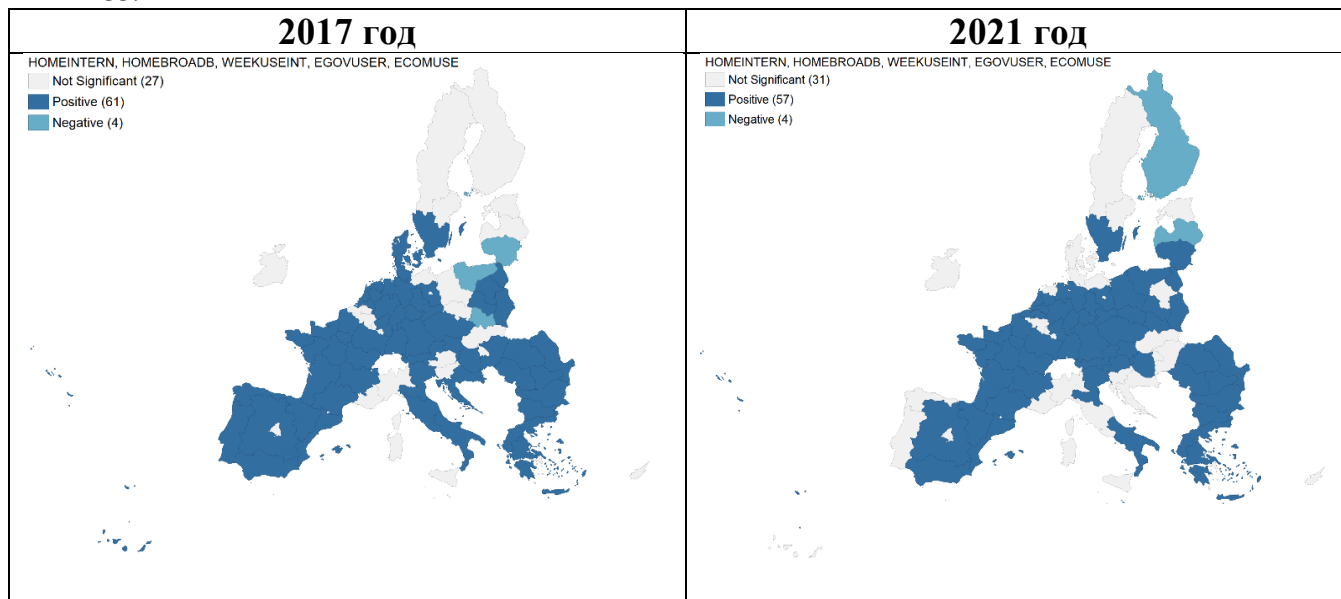 2017 год
2021 год
HOMEINTERN, HOMEBROADB, WEEKUSEINT, EGOVUSER, ECOMUSE
Not Significant (27)
Positive (61)
Negative (4)
HOMEINTERN, HOMEBROADB, WEEKUSEINT, EGOVUSER, ECOMUSE
Not Significant (31)
Positive (57)
Negative (4)